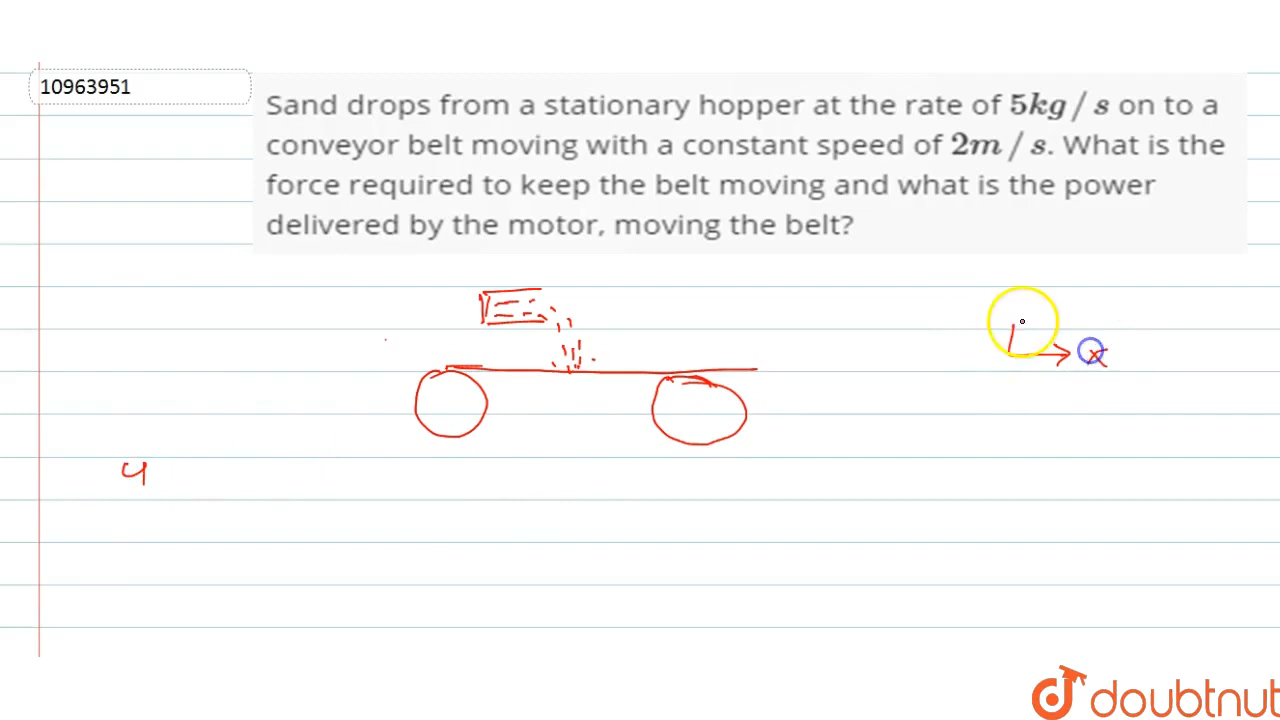 10963951
Sand drops from a stationary hopper at the rate of 5kg/s on to a
conveyor belt moving with a constant speed of 2m/s. What is the
force required to keep the belt moving and what is the power
delivered by the motor, moving the belt?
x
4
doubtnut